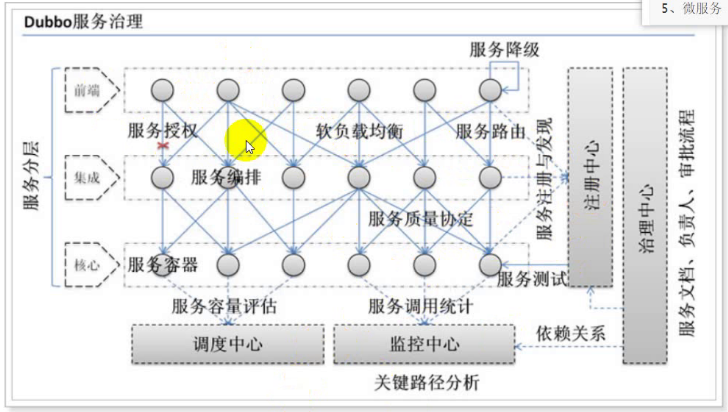 5、微服务
Dubbo服务治理
服务降级
前端
服务授权
软负载均衡
服务路由
集成
服务编排
服务质量协定
核心
服务容器
服务测试
服务容量评估
服务调用统计
调度中心
监控中心
依赖关系
关键路径分析
服务分层
服务注册与发现
注册中心
治理中心
服务文档、负责人、审批流程